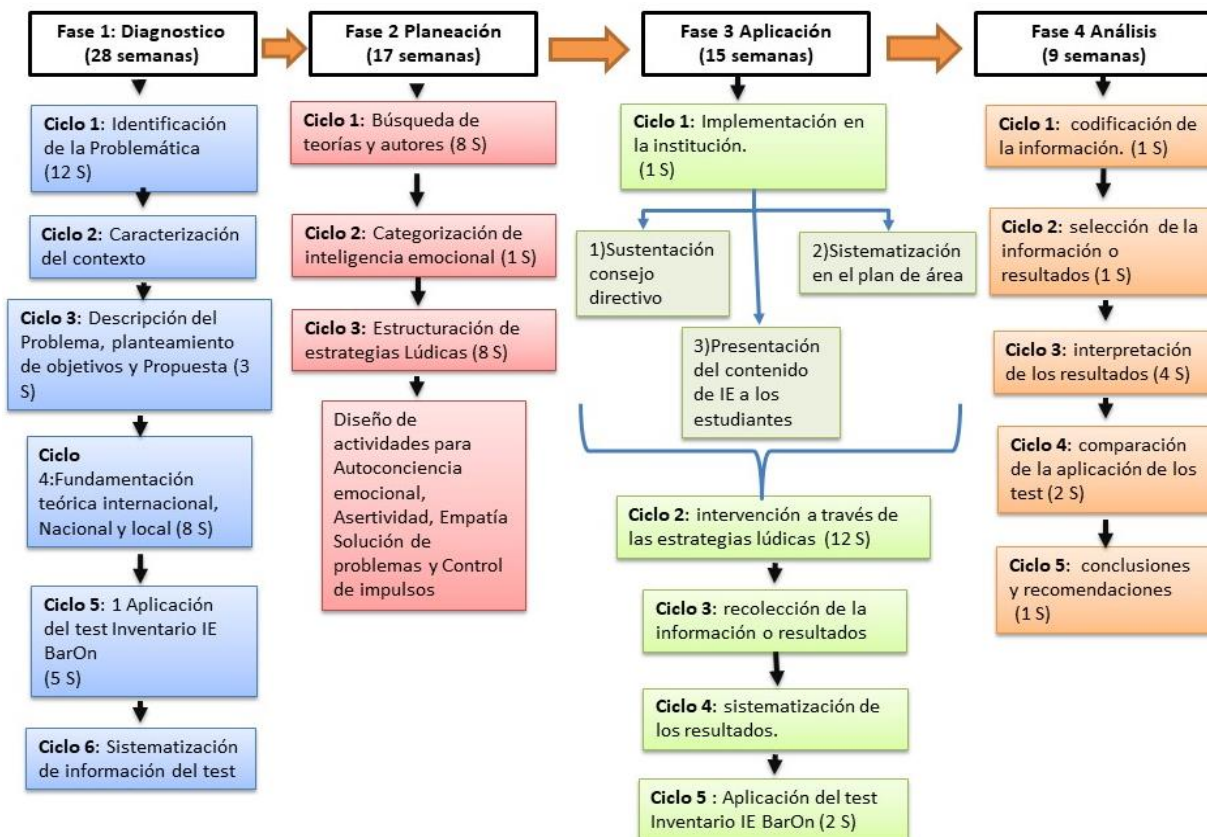 Fase 1: Diagnostico
(28 semanas)
Ciclo 1: Identificación
de la Problemática
(12 S)
Ciclo 2: Caracterización
del contexto
Ciclo 3: Descripción del
Problema, planteamiento
de objetivos y Propuesta (3
S)
Ciclo
4:Fundamentación
teórica internacional,
Nacional y local (8 S)
Ciclo 5: 1 Aplicación
del test Inventario IE
BarOn
(5 S)
Ciclo 6: Sistematización
de información del test
Fase 2 Planeación
(17 semanas)
Ciclo 1: Búsqueda de
teorías y autores (8 S)
Ciclo 2: Categorización de
inteligencia emocional (1 S)
Ciclo 3: Estructuración de
estrategias Lúdicas (8 S)
Diseño de
actividades para
Autoconciencia
emocional,
Asertividad, Empatía
Solución de
problemas y Control
de impulsos
Fase 3 Aplicación
(15 semanas)
Ciclo 1: Implementación en
la institución.
(1 S)
1)Sustentación
consejo
directivo
2)Sistematización
en el plan de área
3)Presentación
del contenido
de IE a los
estudiantes
Ciclo 2: intervención a través de
las estrategias lúdicas (12 S)
Ciclo 3: recolección de la
información o resultados
Ciclo 4: sistematización de
los resultados.
Ciclo 5 : Aplicación del test
Inventario IE BarOn (2 S)
Fase 4 Análisis
(9 semanas)
Ciclo 1: codificación de
la información. (1 S)
Ciclo 2: selección de la
información o
resultados (1 S)
Ciclo 3: interpretación
de los resultados (4 S)
Ciclo 4: comparación
de la aplicación de los
test (2 S)
Ciclo 5: conclusiones
y recomendaciones
(1 S)